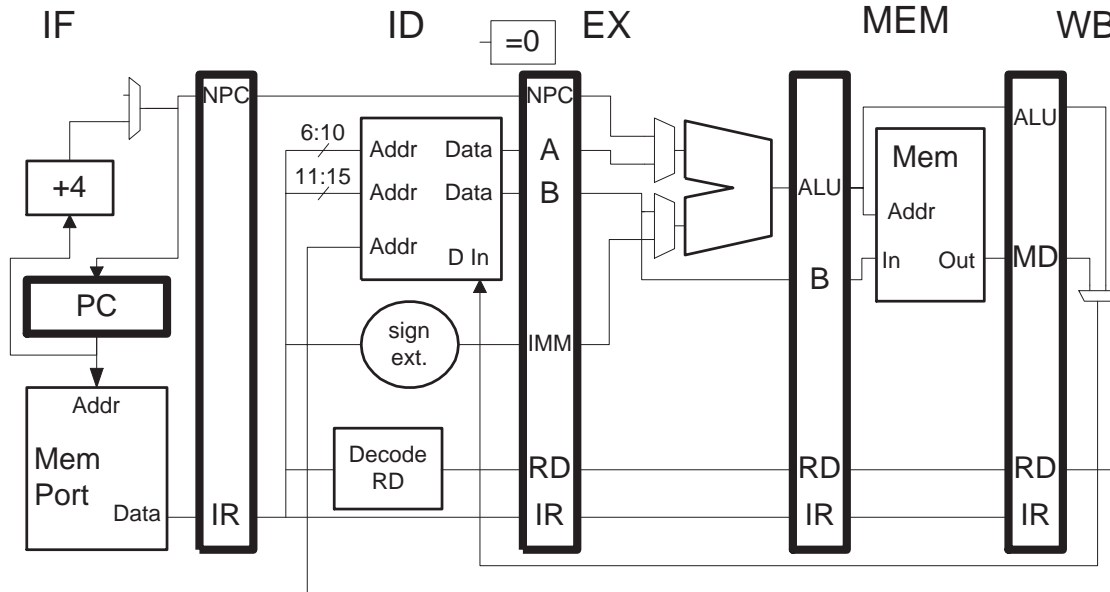 IF
ID
=0
EX
MEM
WB
NPC
NPC
6:10
Addr
Data
A
ALU
Mem
+4
11:15
Addr
Data
B
ALU
Addr
Addr
D In
PC
B
In
Out
MD
sign
ext.
IMM
Addr
Mem
Port
Data
Decode
RD
RD
RD
RD
IR
IR
IR
IR